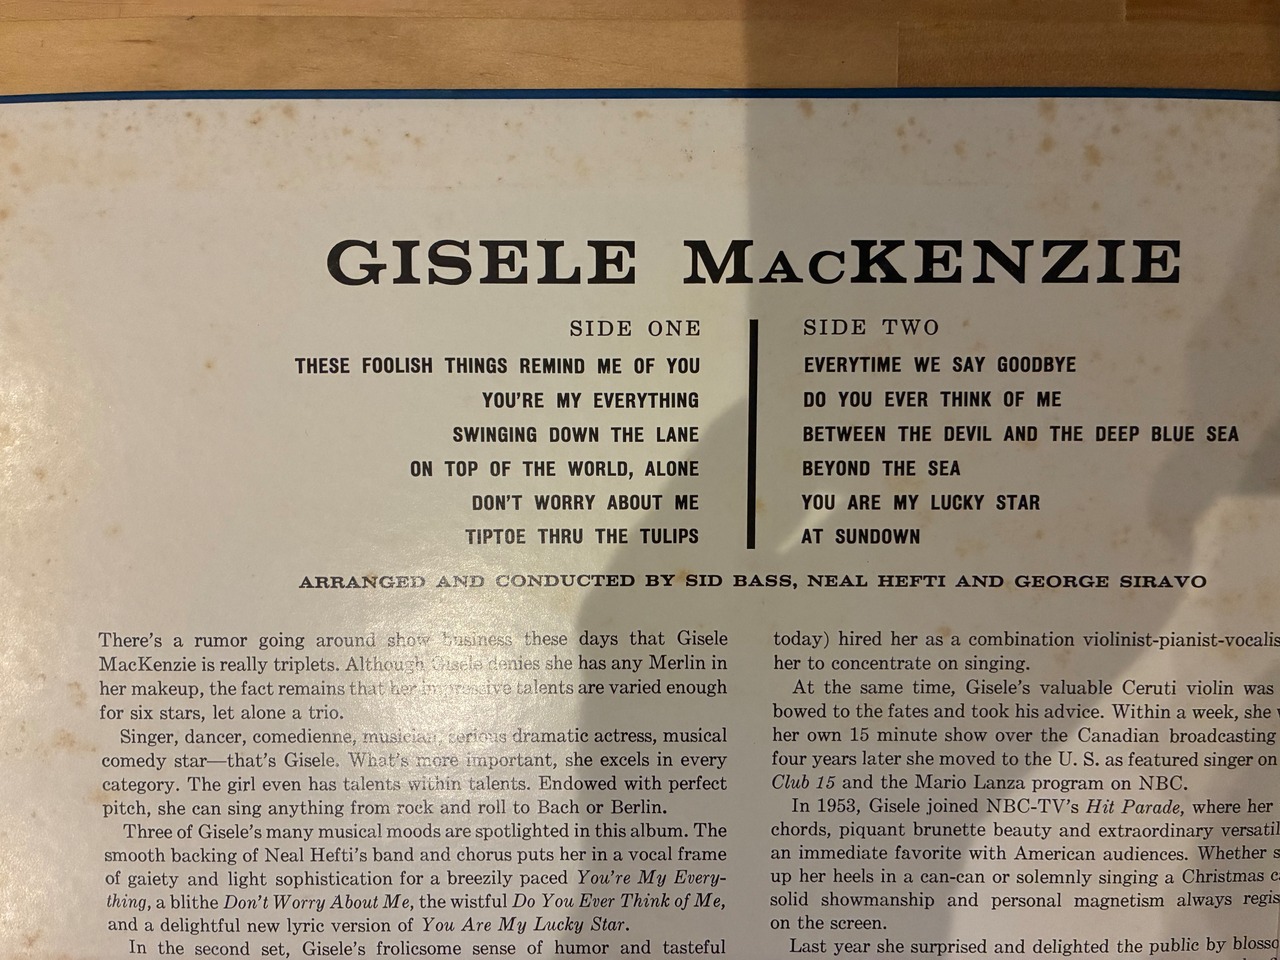 GISELE MacKENZIE
SIDE ONE
THESE FOOLISH THINGS REMIND ME OF YOU
YOU'RE MY EVERYTHING
SWINGING DOWN THE LANE
ON TOP OF THE WORLD, ALONE
DON'T WORRY ABOUT ME
TIPTOE THRU THE TULIPS
SIDE TWO
EVERYTIME WE SAY GOODBYE
DO YOU EVER THINK OF ME
BETWEEN THE DEVIL AND THE DEEP BLUE SEA
BEYOND THE SEA
YOU ARE MY LUCKY STAR
AT SUNDOWN
ARRANGED AND CONDUCTED BY SID BASS, NEAL HEFTI AND GEORGE SIRAVO
There's a rumor going around show business these days that Gisele
MacKenzie is really triplets. Although Gisele denies she has any Merlin in
her makeup, the fact remains that her impressive talents are varied enough
for six stars, let alone a trio.
Singer, dancer, comedienne, musician, serious dramatic actress, musical
comedy star—that's Gisele. What's more important, she excels in every
category. The girl even has talents within talents. Endowed with perfect
pitch, she can sing anything from rock and roll to Bach or Berlin.
Three of Gisele's many musical moods are spotlighted in this album. The
smooth backing of Neal Hefti's band and chorus puts her in a vocal frame
of gaiety and light sophistication for a breezily paced You're My Every-
thing, a blithe Don't Worry About Me, the wistful Do You Ever Think of Me,
and a delightful new lyric version of You Are My Lucky Star.
In the second set, Gisele's frolicsome sense of humor and tasteful
today) hired her as a combination violinist-pianist-vocalis
her to concentrate on singing.
At the same time, Gisele's valuable Ceruti violin was
bowed to the fates and took his advice. Within a week, she
her own 15 minute show over the Canadian broadcasting
four years later she moved to the U. S. as featured singer on
Club 15 and the Mario Lanza program on NBC.
In 1953, Gisele joined NBC-TV's Hit Parade, where her
chords, piquant brunette beauty and extraordinary versatil
an immediate favorite with American audiences. Whether s
up her heels in a can-can or solemnly singing a Christmas c
solid showmanship and personal magnetism always regis
on the screen.
Last year she surprised and delighted the public by blosso